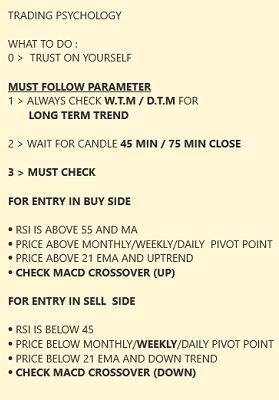 TRADING PSYCHOLOGY
WHAT TO DO :
0 > TRUST ON YOURSELF
MUST FOLLOW PARAMETER
1 > ALWAYS CHECK W.T.M / D.T.M FOR
LONG TERM TREND
2 > WAIT FOR CANDLE 45 MIN / 75 MIN CLOSE
3 > MUST CHECK
FOR ENTRY IN BUY SIDE
• RSI IS ABOVE 55 AND MA
• PRICE ABOVE MONTHLY/WEEKLY/DAILY PIVOT POINT
• PRICE ABOVE 21 EMA AND UPTREND
• CHECK MACD CROSSOVER (UP)
FOR ENTRY IN SELL SIDE
• RSI IS BELOW 45
• PRICE BELOW MONTHLY/WEEKLY/DAILY PIVOT POINT
• PRICE BELOW 21 EMA AND DOWN TREND
• CHECK MACD CROSSOVER (DOWN)